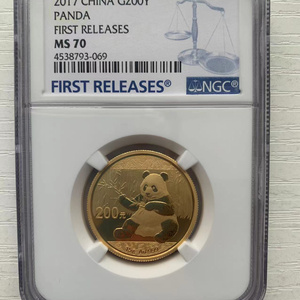 2017 CHINA G200Y
PANDA
FIRST RELEASES
MS 70
4538793-069
FIRST RELEASES NGC
200元